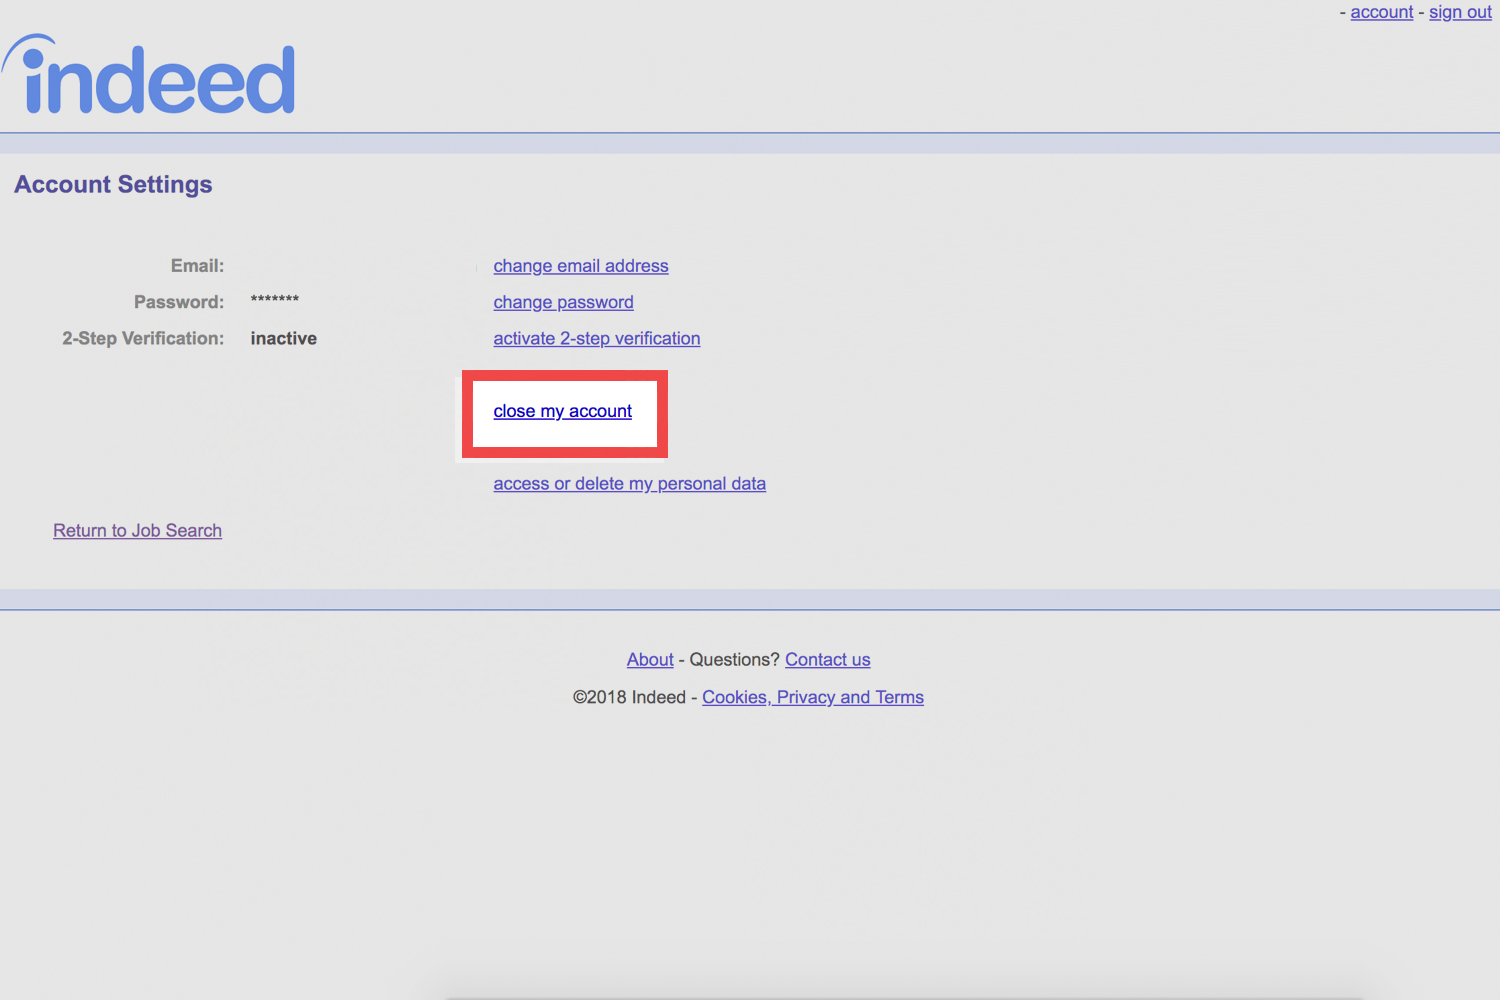 - account - sign out
indeed
Account Settings
Email: change email address
Password: ******* change password
2-Step Verification: inactive activate 2-step verification
close my account
access or delete my personal data
Return to Job Search
About - Questions? Contact us
©2018 Indeed - Cookies, Privacy and Terms